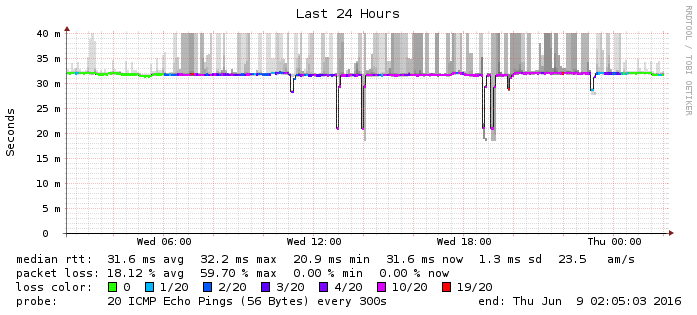 Last 24 Hours
RRDTOOL / TOBI OETIKER
Seconds
40 m
35 m
30 m
25 m
20 m
15 m
10 m
5 m
0
Wed 06:00 Wed 12:00 Wed 18:00 Thu 00:00
median rtt: 31.6 ms avg 32.2 ms max 20.9 ms min 31.6 ms now 1.3 ms sd 23.5 am/s
packet loss: 18.12 % avg 59.70 % max 0.00 % min 0.00 % now
loss color: 0 1/20 2/20 3/20 4/20 10/20 19/20
probe: 20 ICMP Echo Pings (56 Bytes) every 300s end: Thu Jun 9 02:05:03 2016